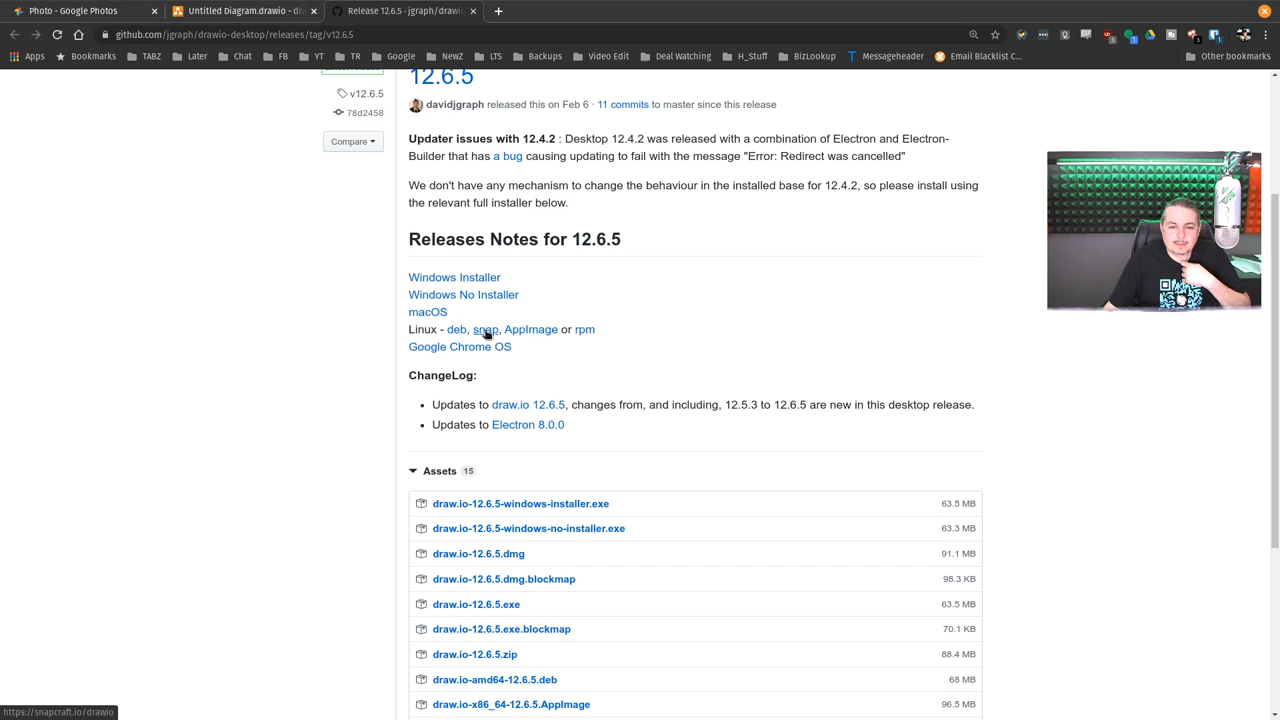 Photo - Google Photos
Untitled Diagram.drawio - dr
Release 12.6.5 - jgraph/drawi
github.com/jgraph/drawio-desktop/releases/tag/v12.6.5
Apps
Bookmarks
TABZ
Later
Chat
FB
YT
TR
Google
NewZ
LTS
Backups
Video Edit
Deal Watching
H_Stuff
BizLookup
Messageheader
Email Blacklist C...
Other bookmarks
12.6.5
v12.6.5
78d2458
Compare
davidjgraph released this on Feb 6 · 11 commits to master since this release
Updater issues with 12.4.2 : Desktop 12.4.2 was released with a combination of Electron and Electron-
Builder that has a bug causing updating to fail with the message "Error: Redirect was cancelled"
We don't have any mechanism to change the behaviour in the installed base for 12.4.2, so please install using
the relevant full installer below.
Releases Notes for 12.6.5
Windows Installer
Windows No Installer
macOS
Linux - deb, snap, AppImage or rpm
Google Chrome OS
ChangeLog:
• Updates to draw.io 12.6.5, changes from, and including, 12.5.3 to 12.6.5 are new in this desktop release.
• Updates to Electron 8.0.0
Assets 15
draw.io-12.6.5-windows-installer.exe 63.5 MB
draw.io-12.6.5-windows-no-installer.exe 63.3 MB
draw.io-12.6.5.dmg 91.1 MB
draw.io-12.6.5.dmg.blockmap 98.3 KB
draw.io-12.6.5.exe 63.5 MB
draw.io-12.6.5.exe.blockmap 70.1 KB
draw.io-12.6.5.zip 88.4 MB
draw.io-amd64-12.6.5.deb 68 MB
draw.io-x86_64-12.6.5.AppImage 96.5 MB
https://snapcraft.io/drawio